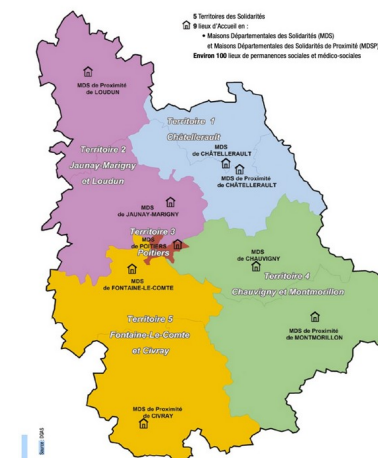 5 Territoires des Solidarités
9 lieux d'Accueil en :
• Maisons Départementales des Solidarités (MDS)
et Maisons Départementales des Solidarités de Proximité (MDSP)
Environ 100 lieux de permanences sociales et médico-sociales
MDS de Proximité
de LOUDUN
Territoire 1
Châtellerault
MDS
de CHÂTELLERAULT
MDS de Proximité
de CHÂTELLERAULT
Territoire 2
Jaunay-Marigny
et Loudun
MDS
de JAUNAY-MARIGNY
Territoire 3
MDS
de POITIERS
Poitiers
MDS
de CHAUVIGNY
Territoire 4
Chauvigny et Montmorillon
MDS
de FONTAINE-LE-COMTE
Territoire 5
Fontaine-Le-Comte
et Civray
MDS de Proximité
de MONTMORILLON
MDS de Proximité
de CIVRAY